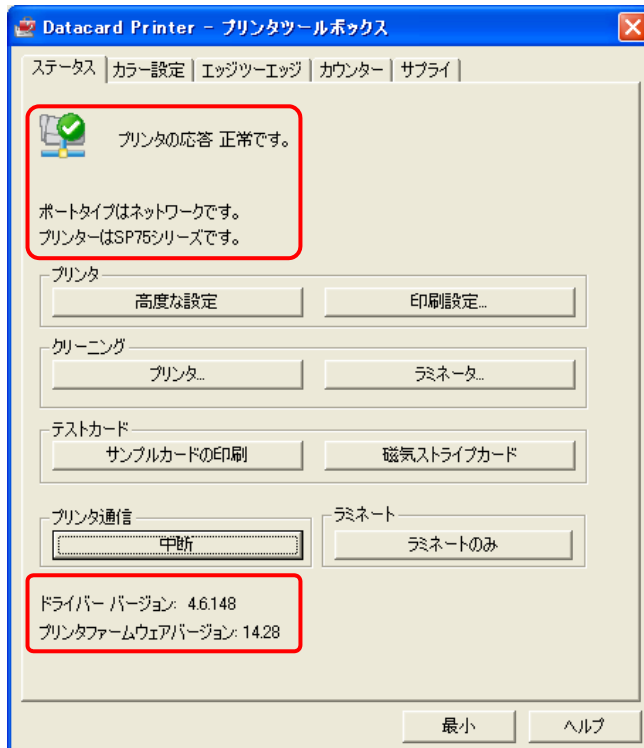 Datacard Printer - プリンタツールボックス
ステータス カラー設定 エッジツーエッジ カウンター サプライ
プリンタの応答 正常です。
ポートタイプはネットワークです。
プリンターはSP75シリーズです。
プリンタ
高度な設定 印刷設定...
クリーニング
プリンタ... ラミネータ...
テストカード
サンプルカードの印刷 磁気ストライプカード
プリンタ通信 ラミネート
中断 ラミネートのみ
ドライバー バージョン: 4.6.148
プリンタファームウェアバージョン: 14.28
最小 ヘルプ